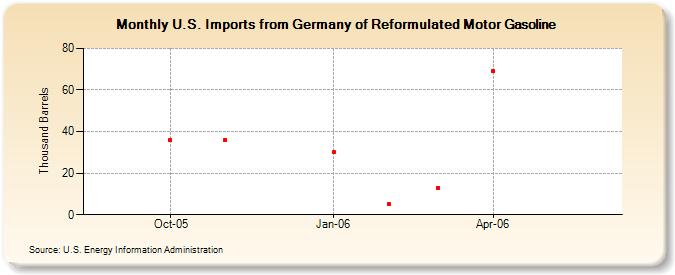 Monthly U.S. Imports from Germany of Reformulated Motor Gasoline
Thousand Barrels
80
60
40
20
0
Oct-05
Jan-06
Apr-06
Source: U.S. Energy Information Administration